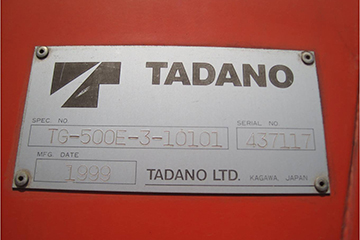 TADANO
SPEC. NO. SERIAL NO.
TG-500E-3-10101 437117
MFG. DATE
1999 TADANO LTD. KAGAWA, JAPAN